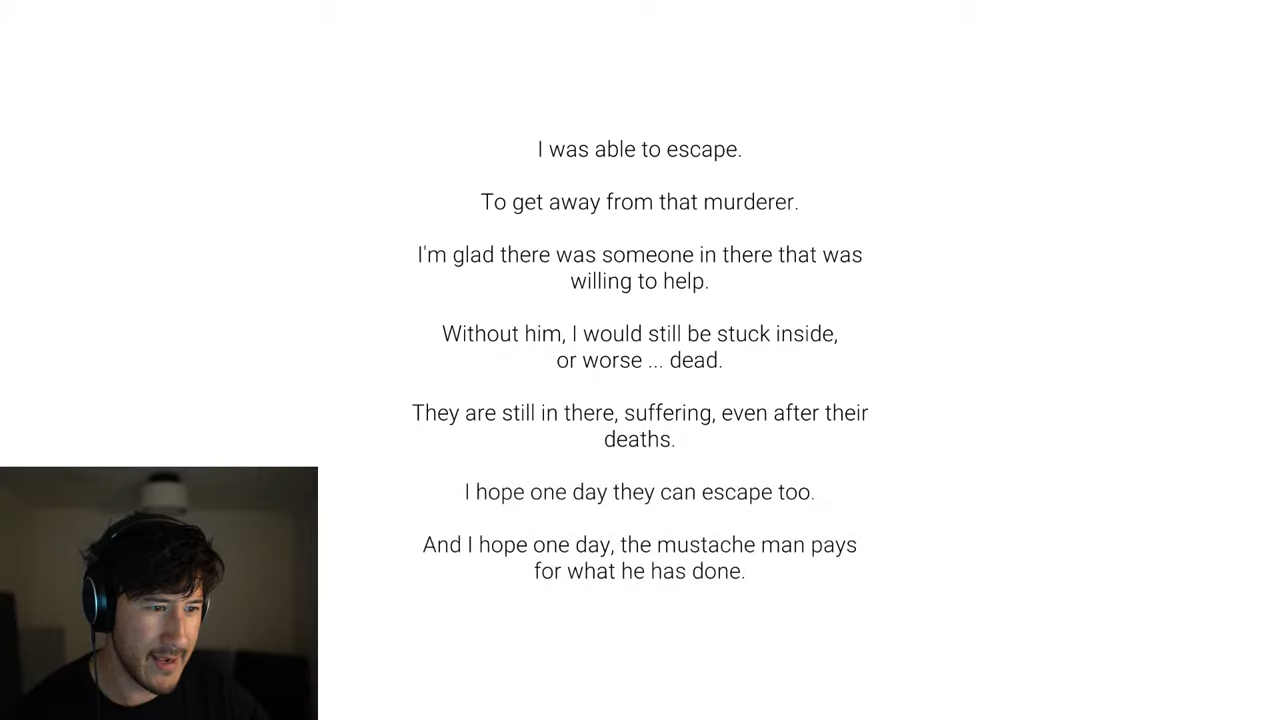 I was able to escape.
To get away from that murderer.
I'm glad there was someone in there that was
willing to help.
Without him, I would still be stuck inside,
or worse ... dead.
They are still in there, suffering, even after their
deaths.
I hope one day they can escape too.
And I hope one day, the mustache man pays
for what he has done.